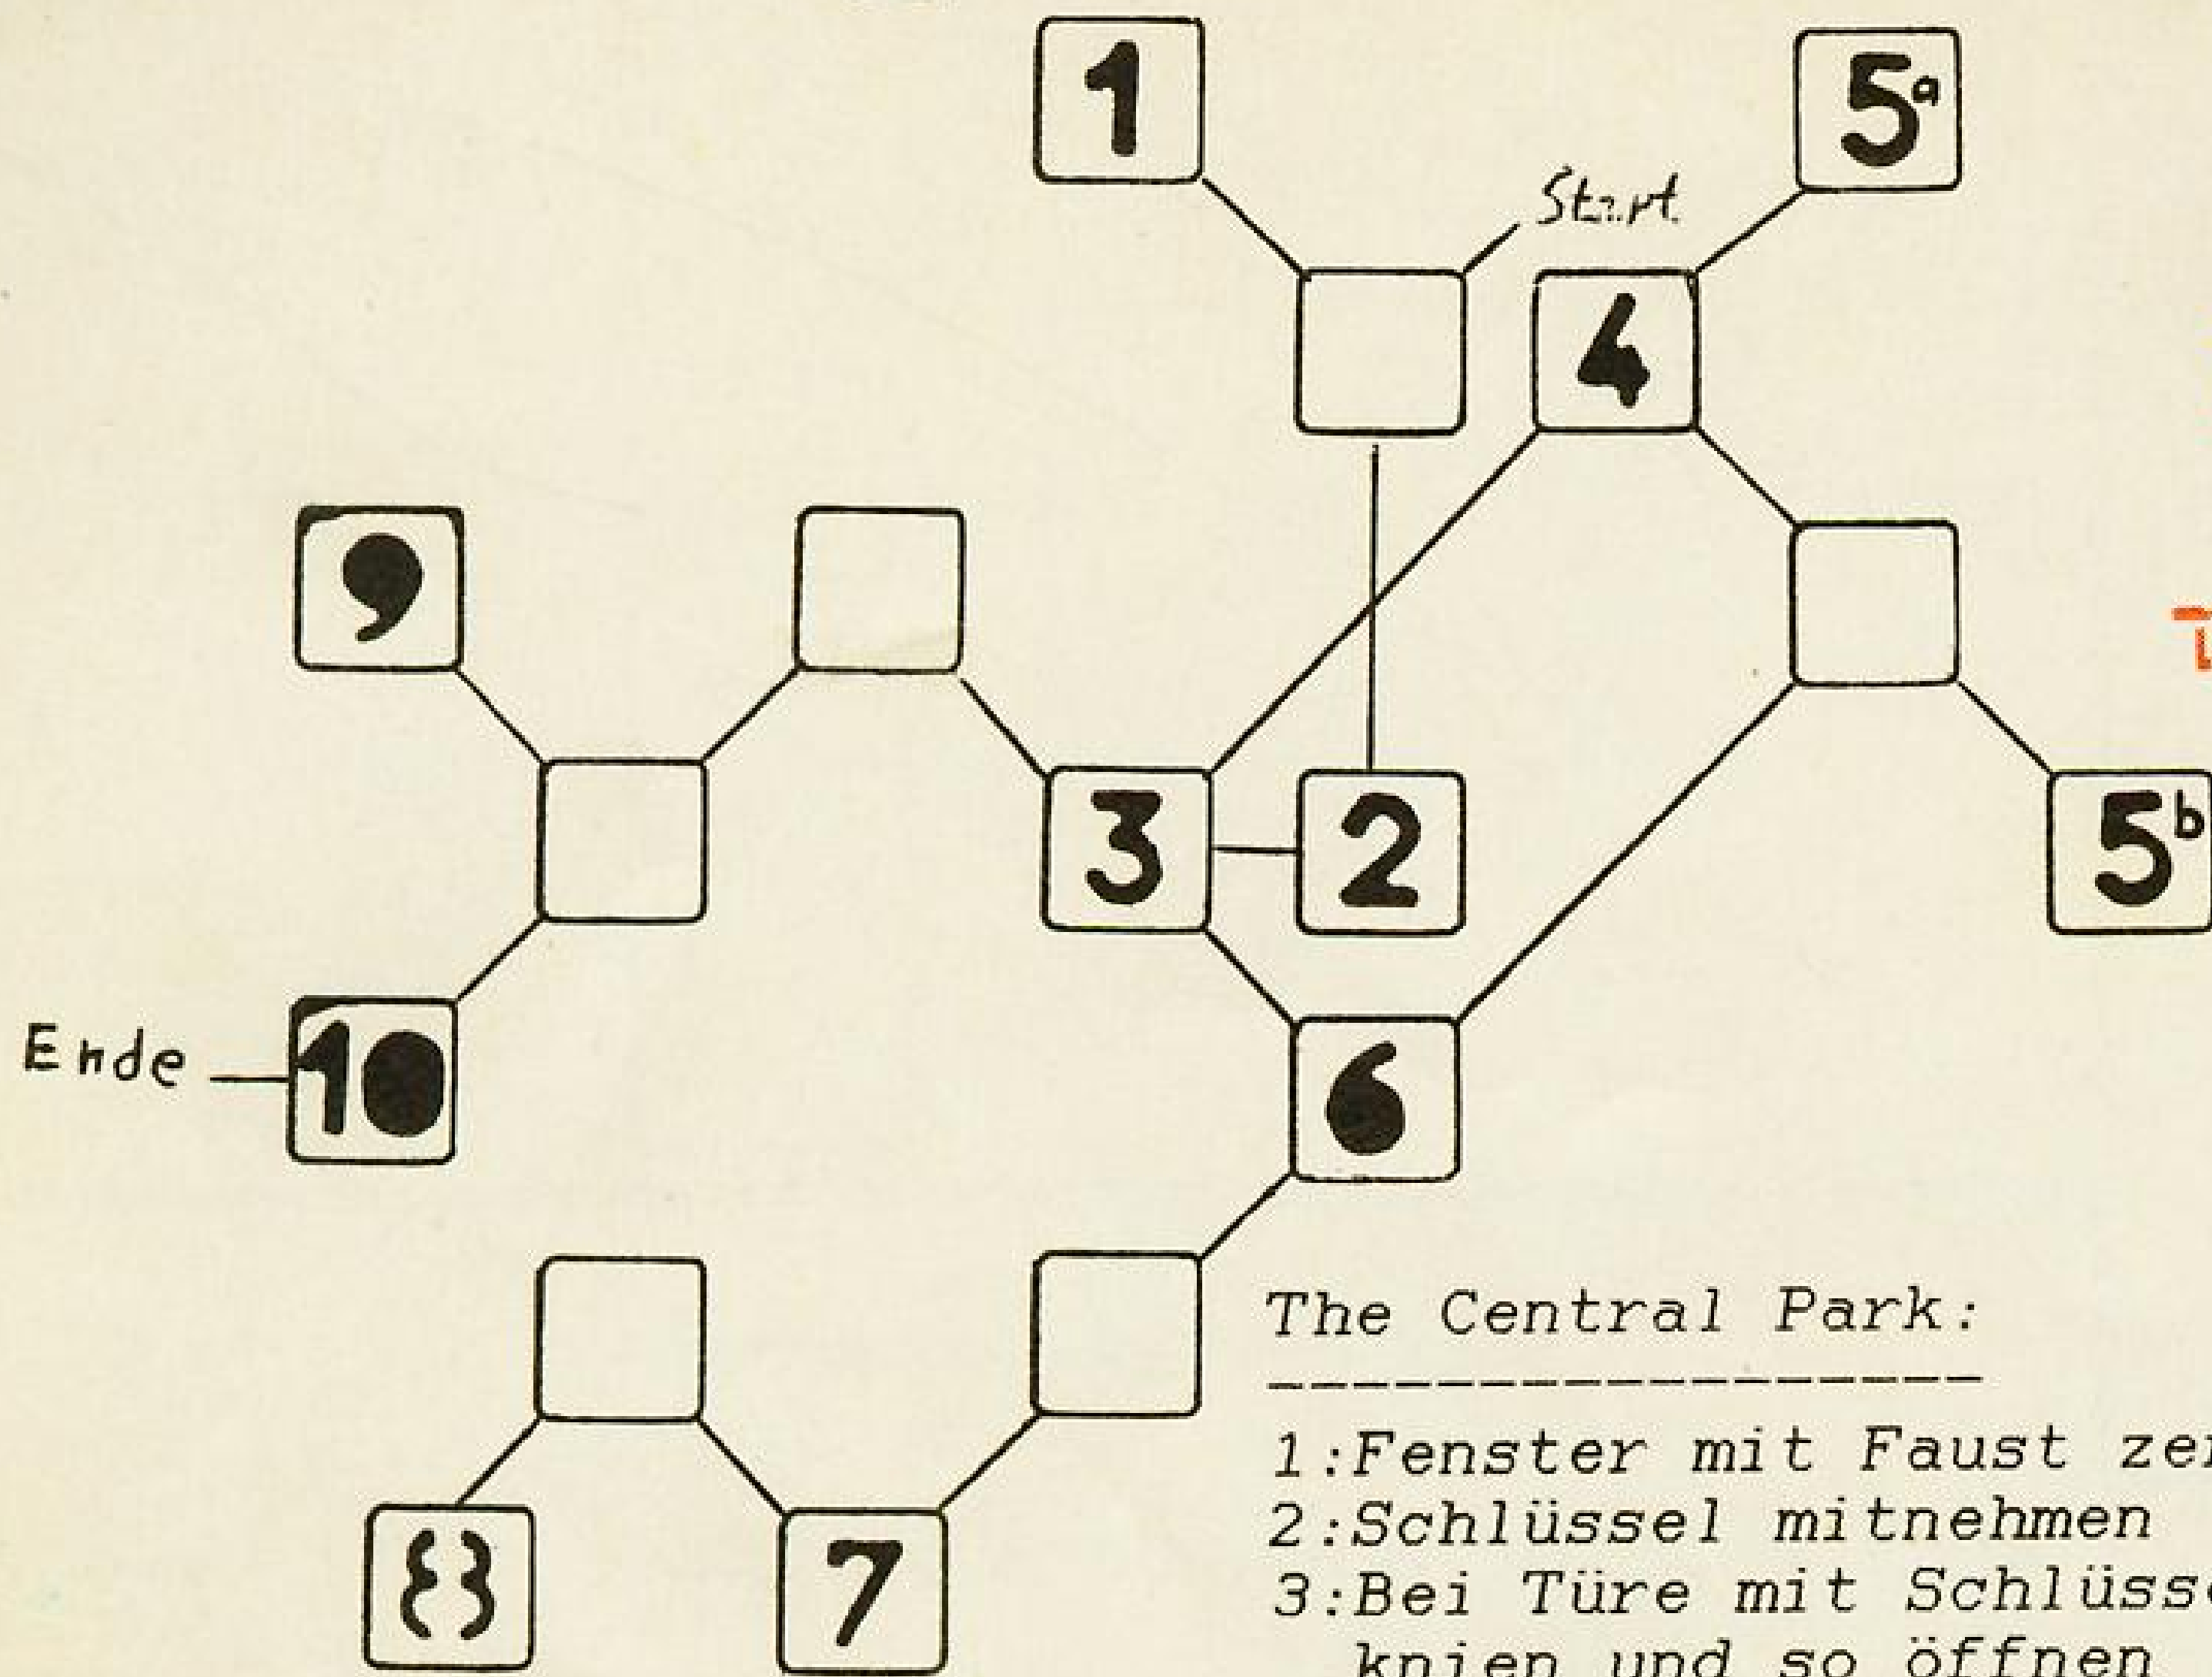 1
5a
Start
4
9
3
2
5b
Ende
10
6
8
7
The Central Park:
-----------------
1:Fenster mit Faust
2:Schlüssel mitnehmen
3:Bei Türe mit
knien und so öffnen